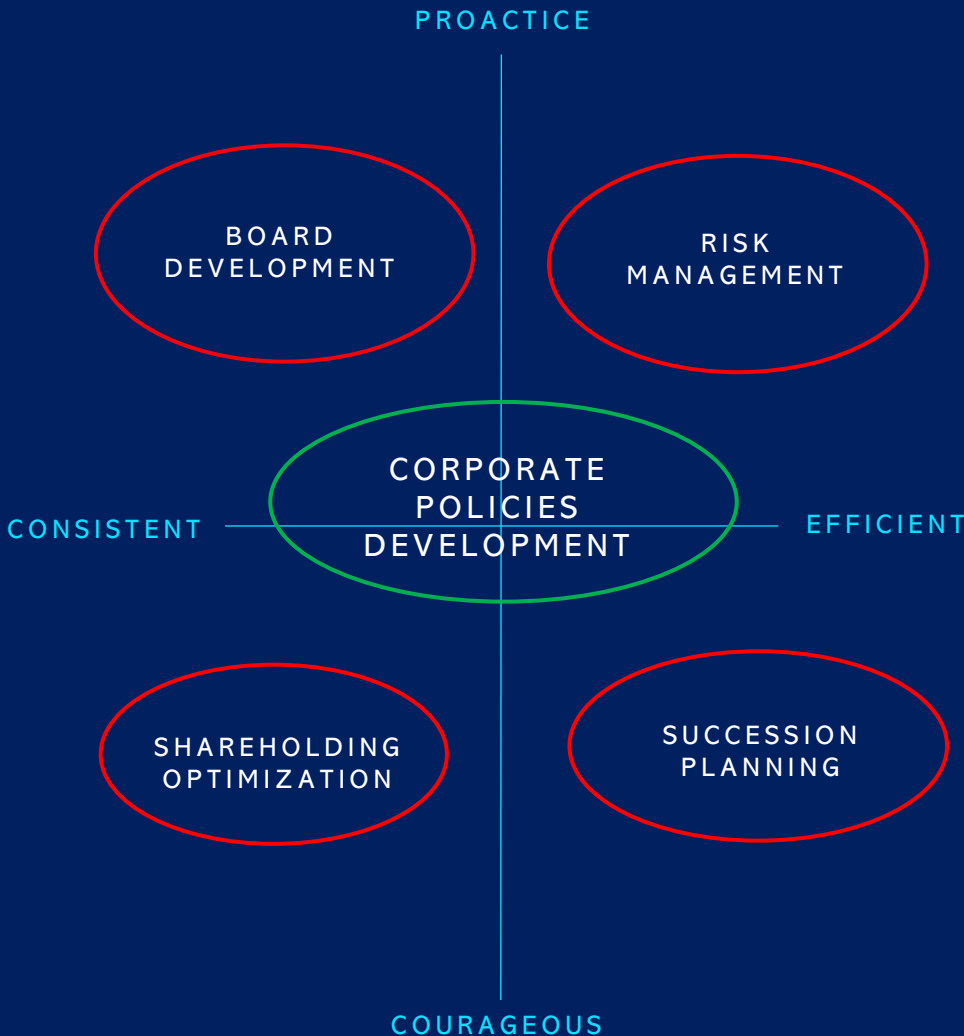 PROACTICE
BOARD
DEVELOPMENT
RISK
MANAGEMENT
CORPORATE
POLICIES
DEVELOPMENT
CONSISTENT
EFFICIENT
SHAREHOLDING
OPTIMIZATION
SUCCESSION
PLANNING
COURAGEOUS